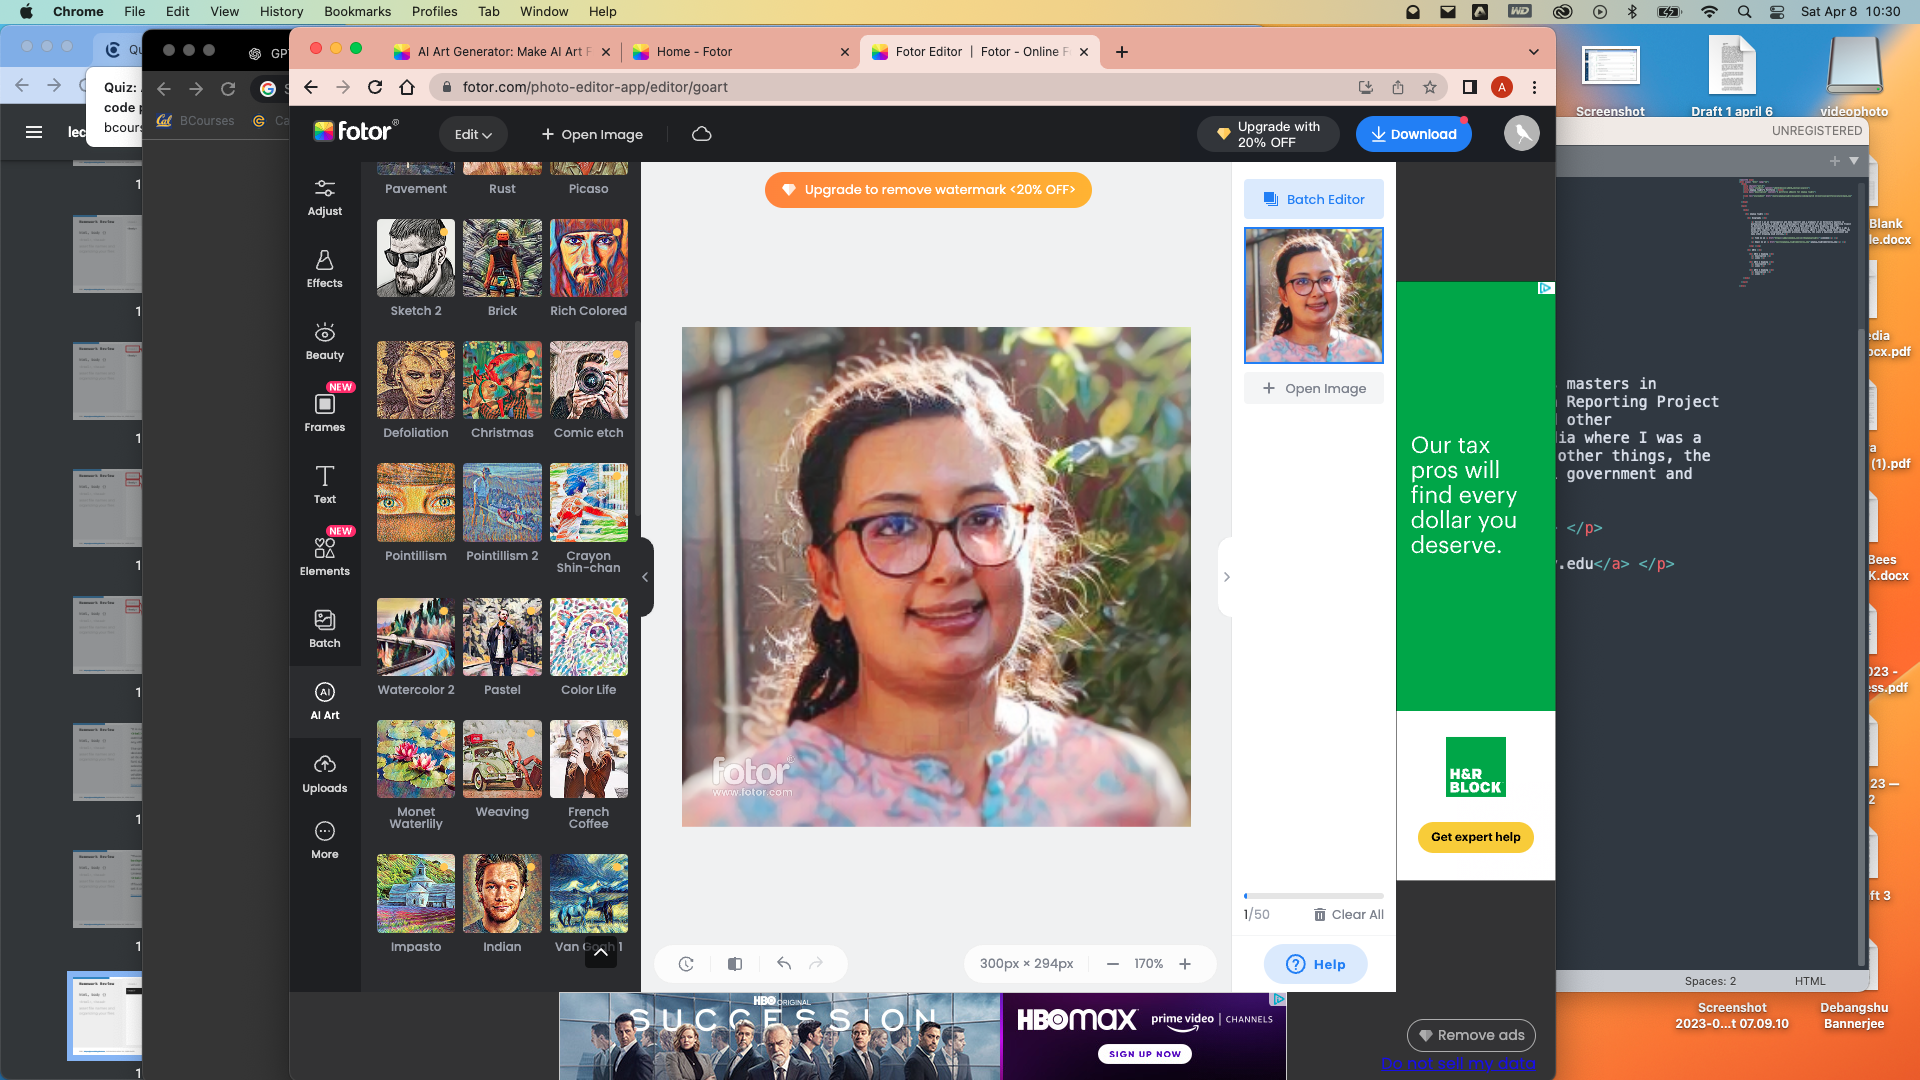 Chrome File Edit View History Bookmarks Profiles Tab Window Help
WD
Sat Apr 8 10:30
AI Art Generator: Make AI Art F
Home - Fotor
Fotor Editor | Fotor - Online F
fotor.com/photo-editor-app/editor/goart
A
Quiz:
code p
bcours
lec
GPT
Cal BCourses
Ca
fotor
Edit
Open Image
Upgrade with
20% OFF
Download
Adjust
Effects
Beauty
NEW
Frames
Text
NEW
Elements
Batch
AI
AI Art
Uploads
More
Pavement Rust Picaso
Sketch 2 Brick Rich Colored
Defoliation Christmas Comic etch
Pointillism Pointillism 2 Crayon
Shin-chan
Watercolor 2 Pastel Color Life
Monet
Waterlily
Weaving
French
Coffee
Impasto Indian Van Gogh 1
Upgrade to remove watermark <20% OFF>
fotor
www.fotor.com
300px × 294px
170%
Batch Editor
Open Image
1/50
Clear All
Help
Our tax
pros will
find every
dollar you
deserve.
H&R
BLOCK
Get expert help
HBO ORIGINAL
SUCCESSION
HBOmax
prime video | CHANNELS
SIGN UP NOW
Remove ads
Do not sell my data
UNREGISTERED
masters in
Reporting Project
other
ia where I was a
other things, the
government and
</p>
.edu</a> </p>
Spaces: 2
HTML
Screenshot
Draft 1 april 6
videophoto
Blank
le.docx
edia
ocx.pdf
a
(1).pdf
Bees
K.docx
023 -
ess.pdf
23 —
2
ft 3
Screenshot
2023-0...t 07.09.10
Debangshu
Bannerjee